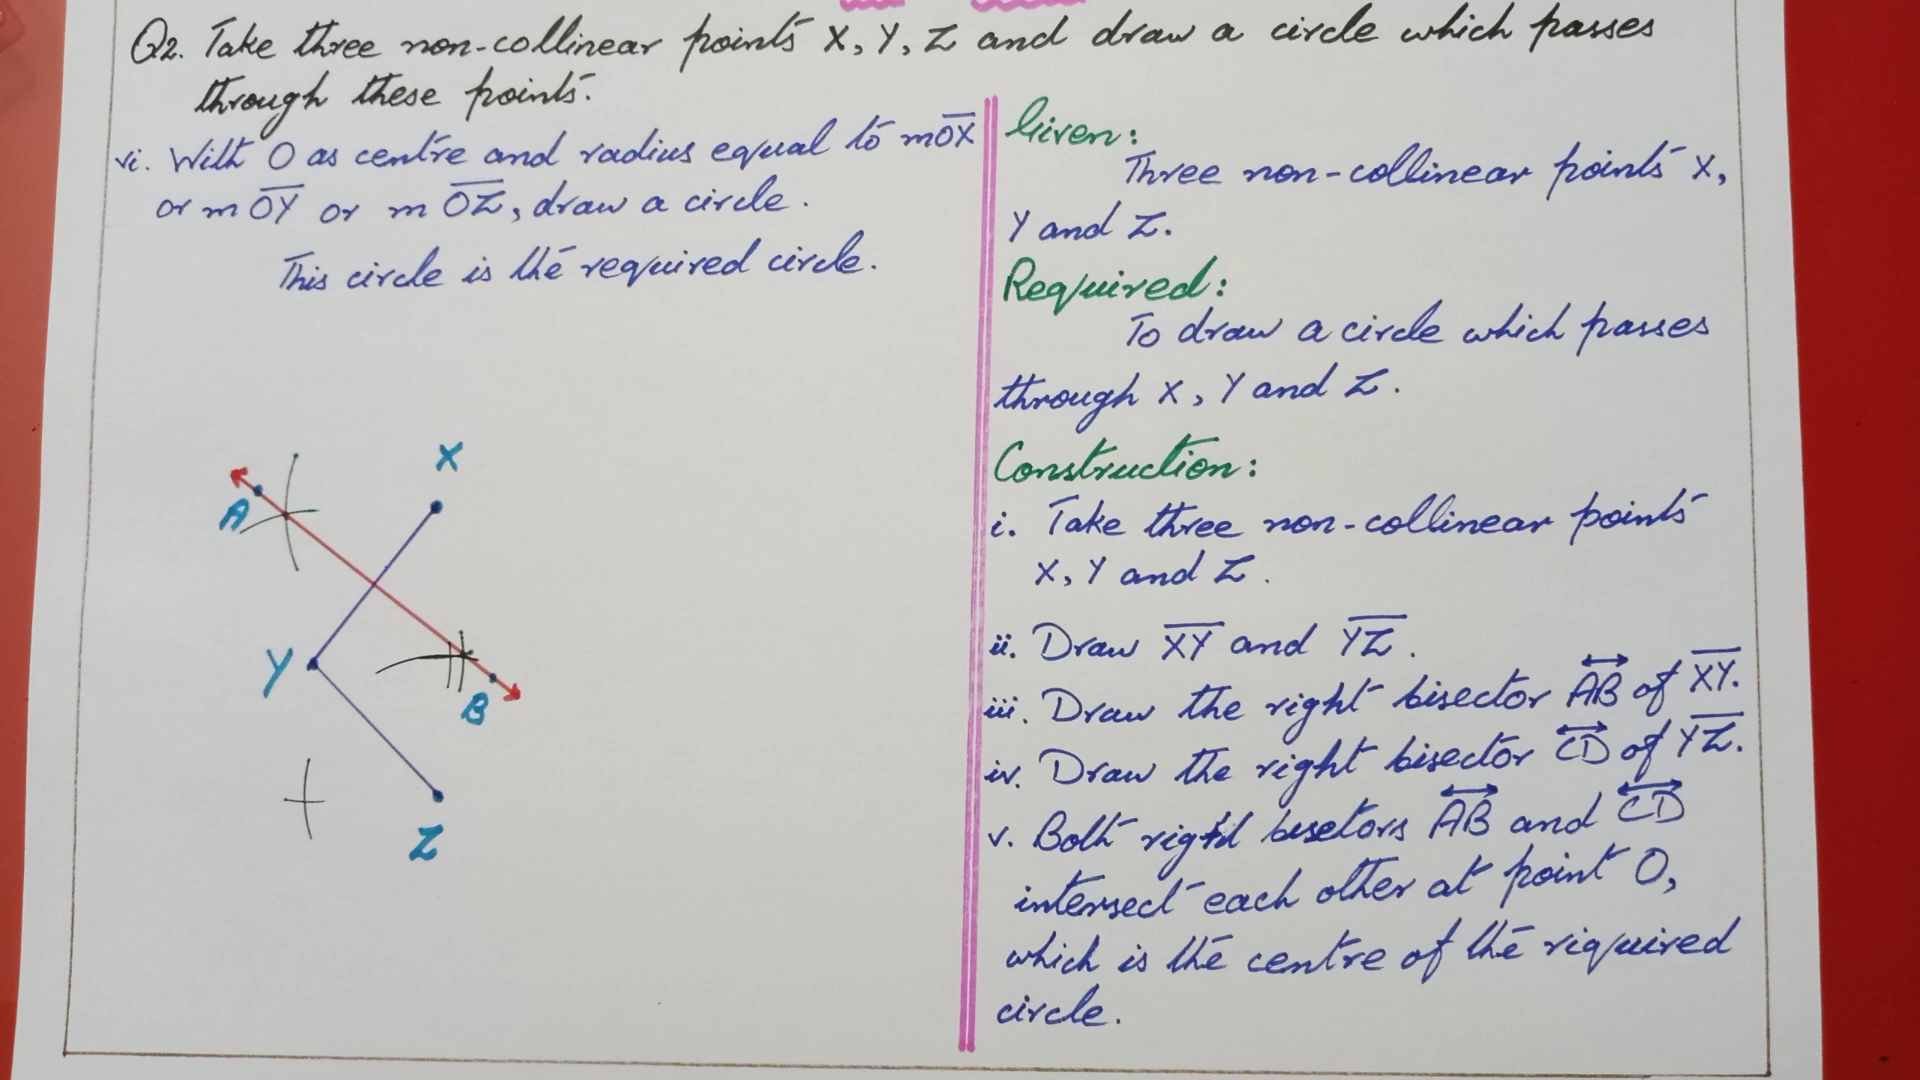 Q2. Take three non-collinear points X, Y, Z and draw a circle which passes
through these points.
vi. With O as centre and radius equal to mOX
or mOY or mOZ, draw a circle.
This circle is the required circle.
Given:
Three non-collinear points X,
Y and Z.
Required:
To draw a circle which passes
through X, Y and Z.
Construction:
i. Take three non-collinear points
X, Y and Z.
ii. Draw XY and YZ.
iii. Draw the right bisector AB of XY.
iv. Draw the right bisector CD of YZ.
v. Both right bisetors AB and CD
intersect each other at point O,
which is the centre of the riquired
circle.
X
A
Y
B
Z